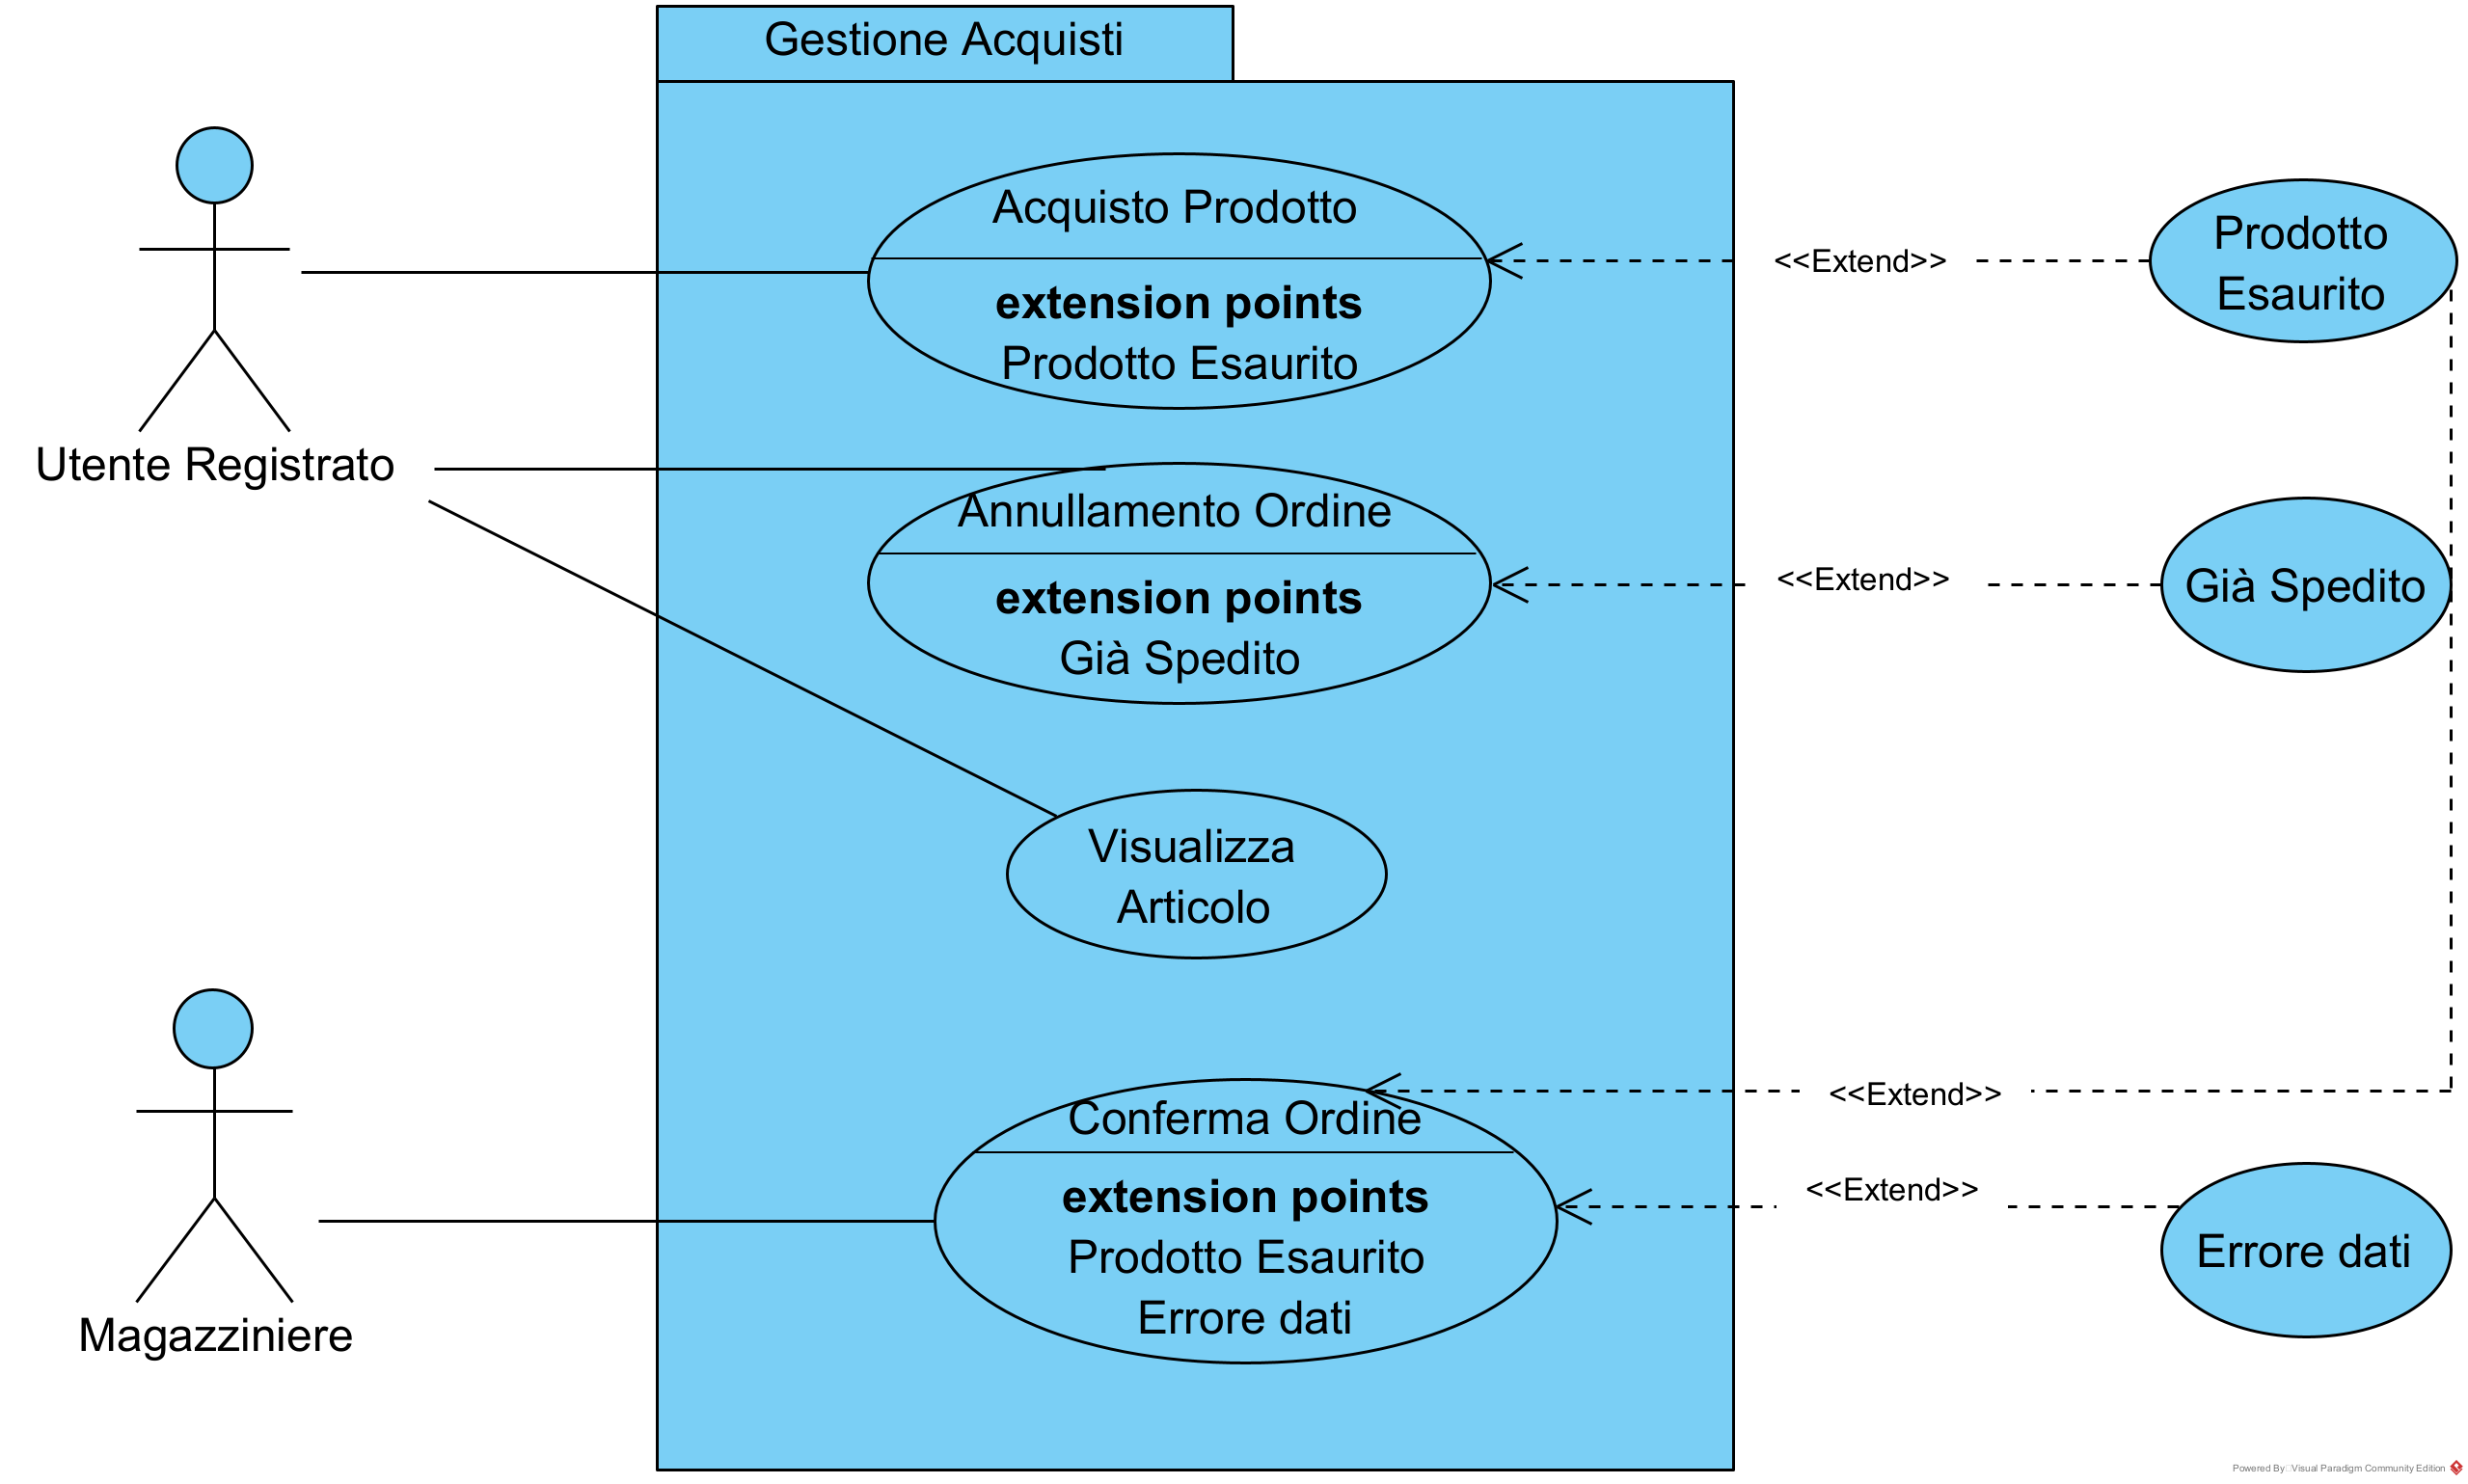 Gestione Acquisti
Acquisto Prodotto
extension points
Prodotto Esaurito
<<Extend>>
Prodotto
Esaurito
Utente Registrato
Annullamento Ordine
extension points
Già Spedito
<<Extend>>
Già Spedito
Visualizza
Articolo
Conferma Ordine
extension points
Prodotto Esaurito
Errore dati
<<Extend>>
<<Extend>>
Errore dati
Magazziniere
Powered By Visual Paradigm Community Edition